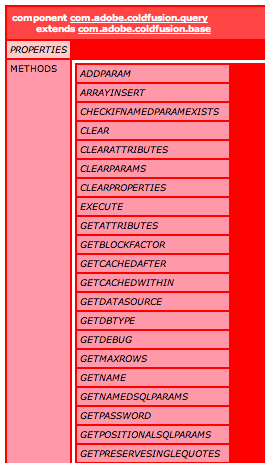 component com.adobe.coldfusion.query
extends com.adobe.coldfusion.base
PROPERTIES
METHODS
ADDPARAM
ARRAYINSERT
CHECKIFNAMEDPARAMEXISTS
CLEAR
CLEARATTRIBUTES
CLEARPARAMS
CLEARPROPERTIES
EXECUTE
GETATTRIBUTES
GETBLOCKFACTOR
GETCACHEDAFTER
GETCACHEDWITHIN
GETDATASOURCE
GETDBTYPE
GETDEBUG
GETMAXROWS
GETNAME
GETNAMEDSQLPARAMS
GETPASSWORD
GETPOSITIONALSQLPARAMS
GETPRESERVESINGLEQUOTES